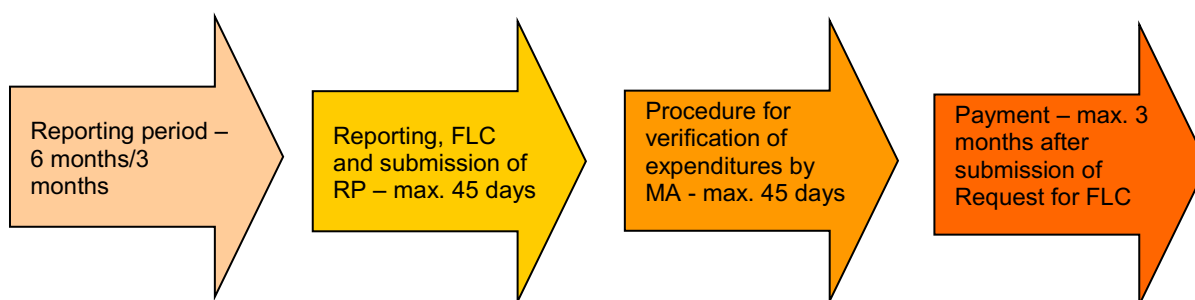 Reporting period –
6 months/3
months
Reporting, FLC
and submission of
RP – max. 45 days
Procedure for
verification of
expenditures by
MA - max. 45 days
Payment – max. 3
months after
submission of
Request for FLC